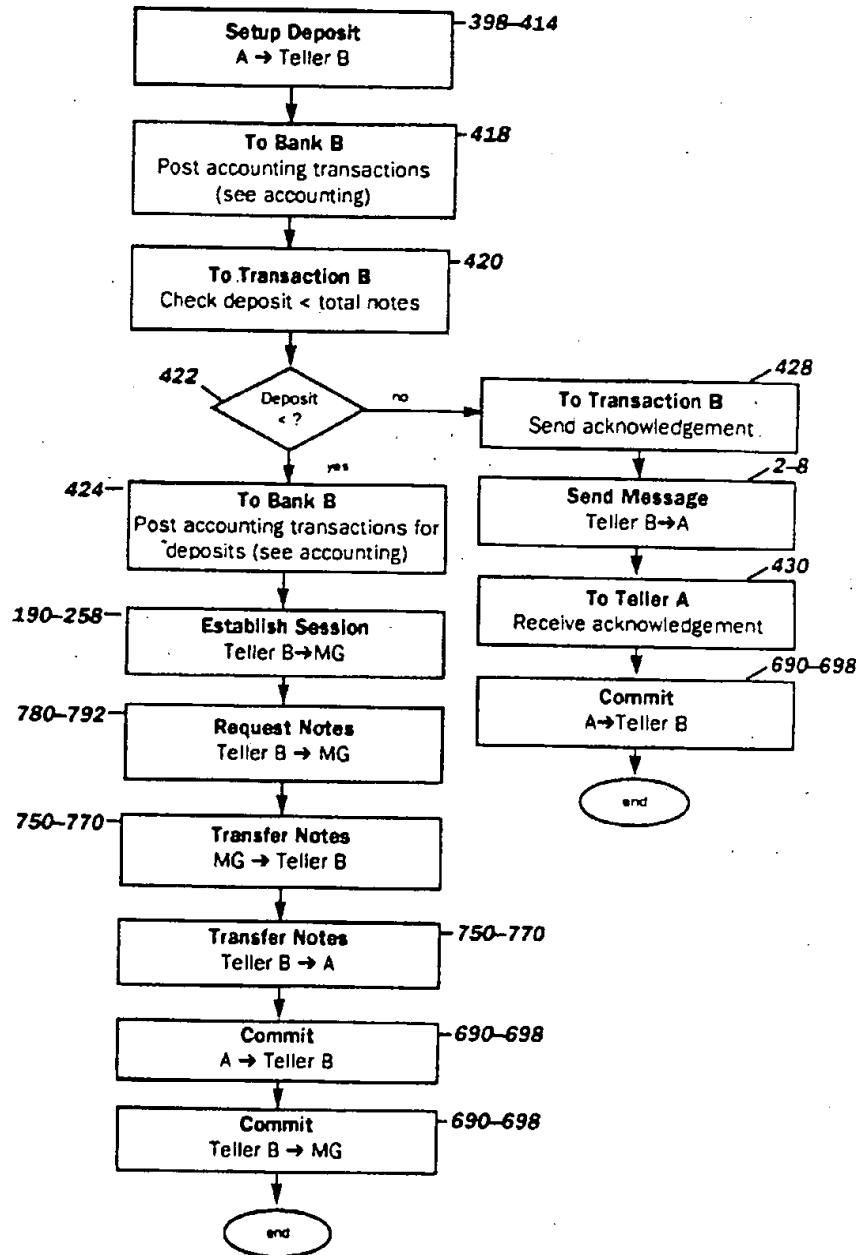 Setup Deposit
A → Teller B
398–414
To Bank B
Post accounting transactions
(see accounting)
418
To Transaction B
Check deposit < total notes
420
422
Deposit
< ?
no
yes
428
To Transaction B
Send acknowledgement
2–8
Send Message
Teller B→A
430
To Teller A
Receive acknowledgement
690–698
Commit
A→Teller B
end
424
To Bank B
Post accounting transactions for
deposits (see accounting)
190–258
Establish Session
Teller B→MG
780–792
Request Notes
Teller B → MG
750–770
Transfer Notes
MG → Teller B
Transfer Notes
Teller B → A
750–770
Commit
A → Teller B
690–698
Commit
Teller B → MG
690–698
end